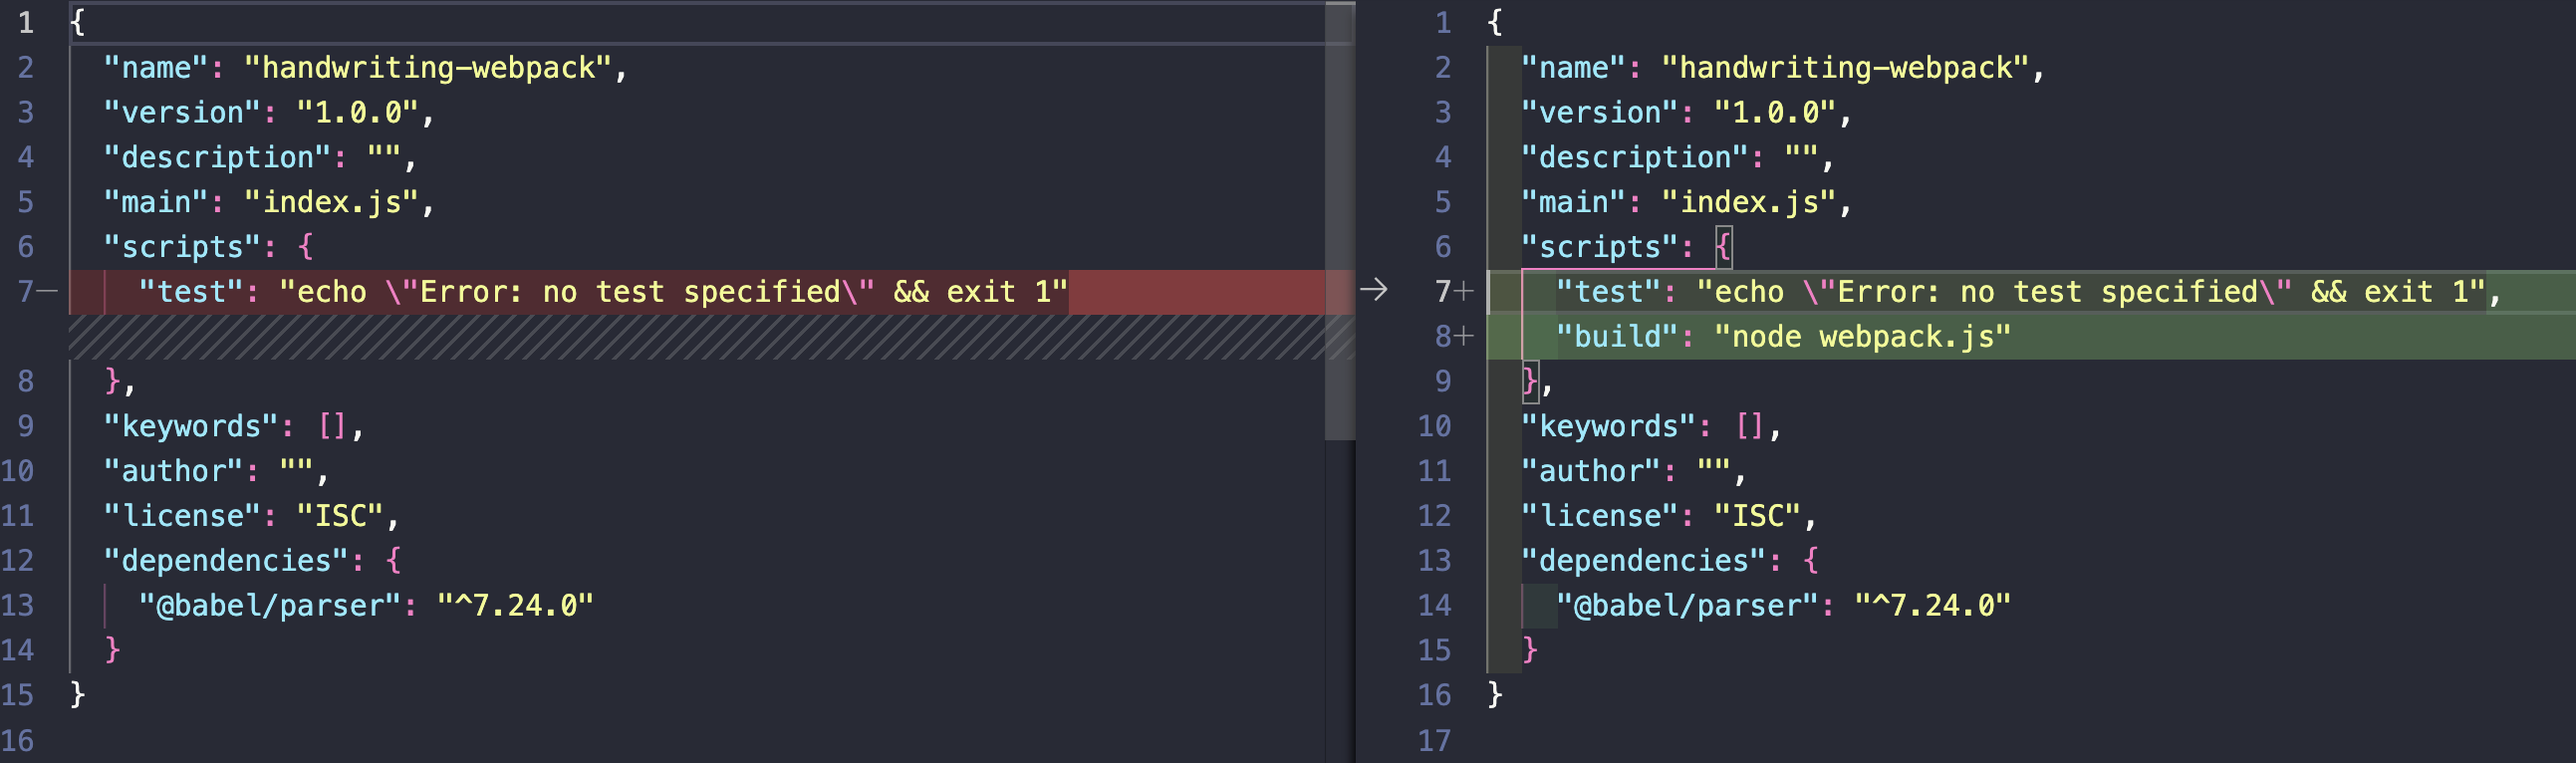 1 {
2 "name": "handwriting-webpack",
3 "version": "1.0.0",
4 "description": "",
5 "main": "index.js",
6 "scripts": {
7— "test": "echo \"Error: no test specified\" && exit 1"
8 },
9 "keywords": [],
10 "author": "",
11 "license": "ISC",
12 "dependencies": {
13 "@babel/parser": "^7.24.0"
14 }
15 }
16
→
1 {
2 "name": "handwriting-webpack",
3 "version": "1.0.0",
4 "description": "",
5 "main": "index.js",
6 "scripts": {
7+ "test": "echo \"Error: no test specified\" && exit 1",
8+ "build": "node webpack.js"
9 },
10 "keywords": [],
11 "author": "",
12 "license": "ISC",
13 "dependencies": {
14 "@babel/parser": "^7.24.0"
15 }
16 }
17